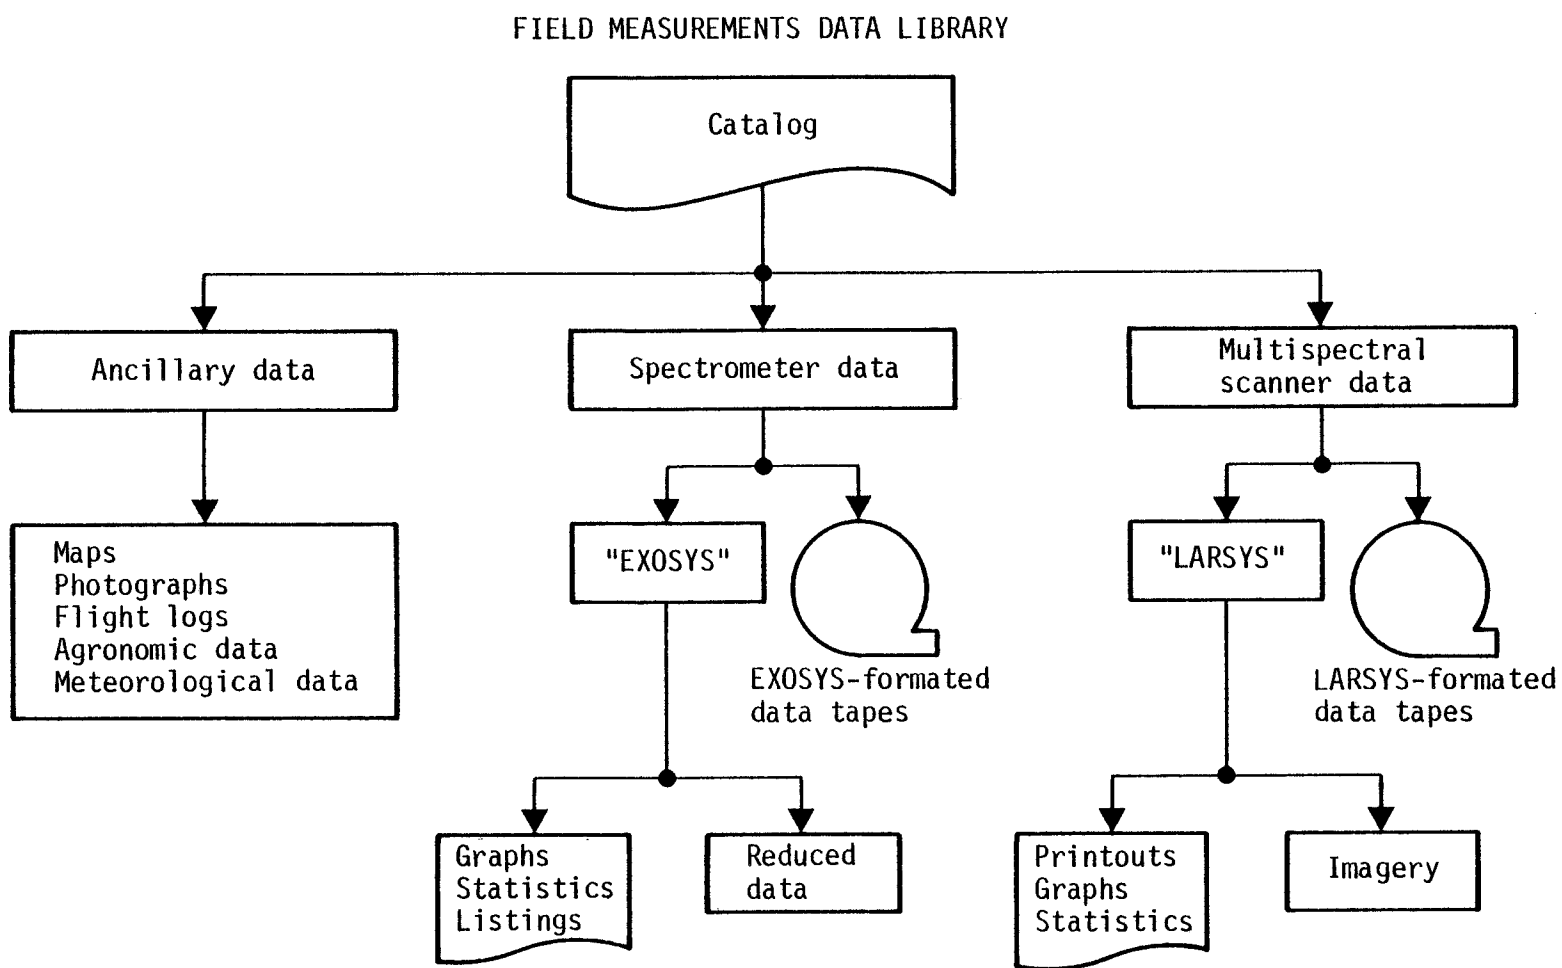 FIELD MEASUREMENTS DATA LIBRARY
Catalog
Ancillary data
Spectrometer data
Multispectral
scanner data
Maps
Photographs
Flight logs
Agronomic data
Meteorological data
"EXOSYS"
EXOSYS-formated
data tapes
"LARSYS"
LARSYS-formated
data tapes
Graphs
Statistics
Listings
Reduced
data
Printouts
Graphs
Statistics
Imagery